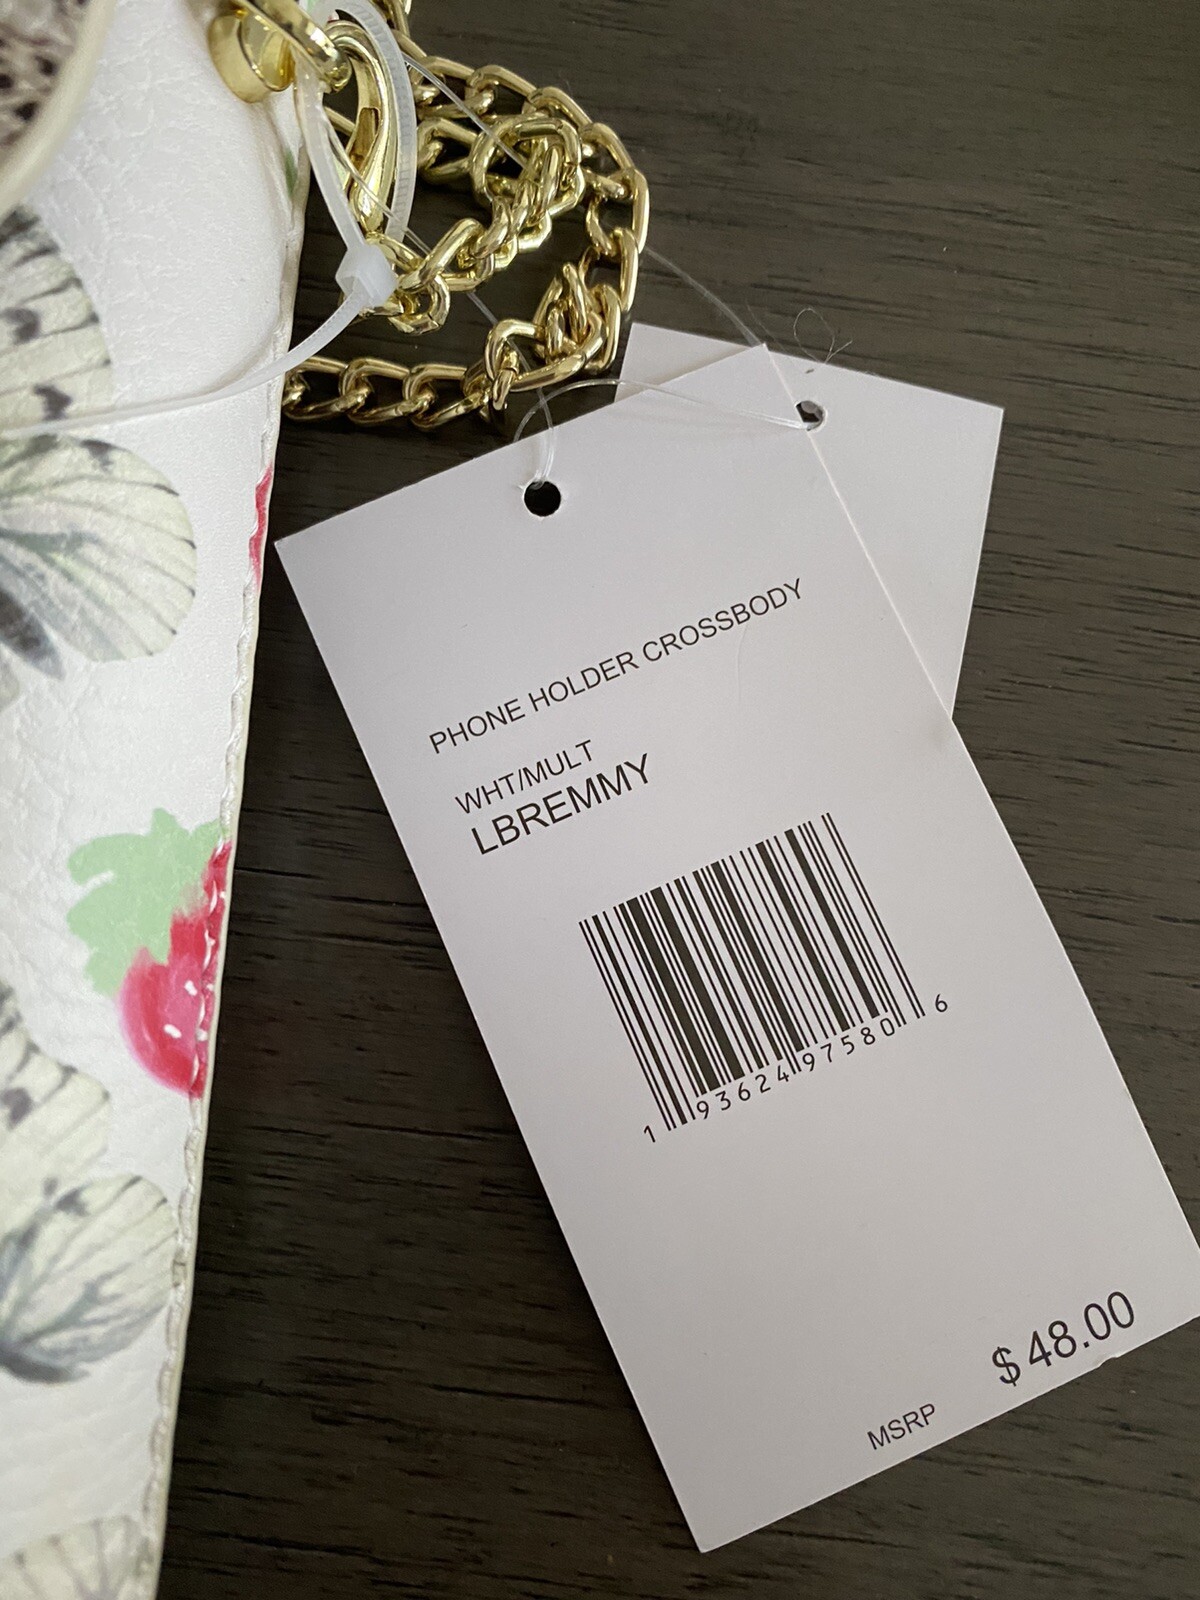 PHONE HOLDER CROSSBODY
WHT/MULT
LBREMMY
1 93624 97580 6
$48.00
MSRP